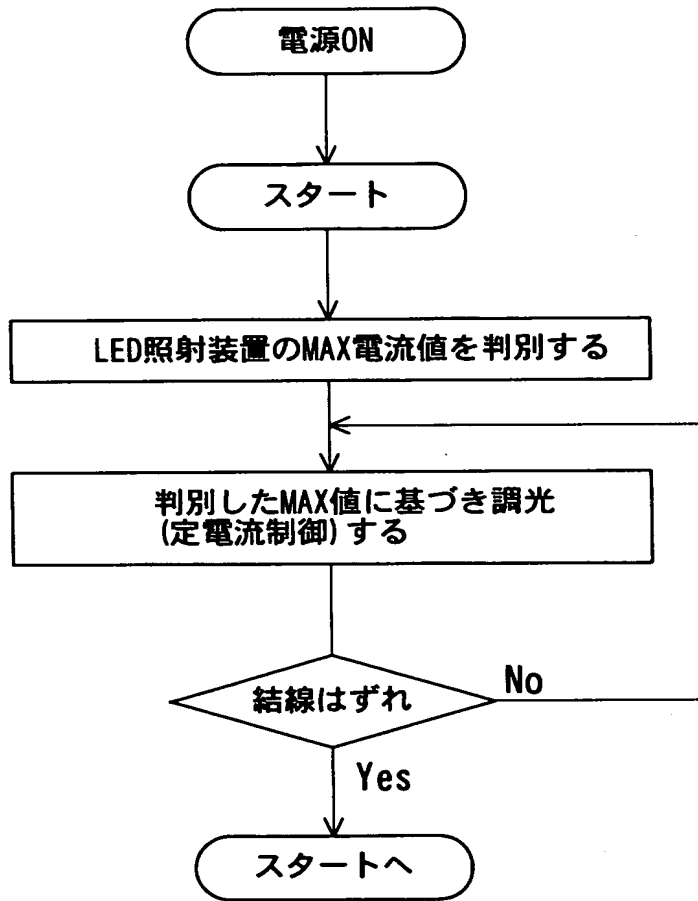 電源ON
スタート
LED照射装置のMAX電流値を判別する
判別したMAX値に基づき調光
(定電流制御)する
結線はずれ
No
Yes
スタートへ